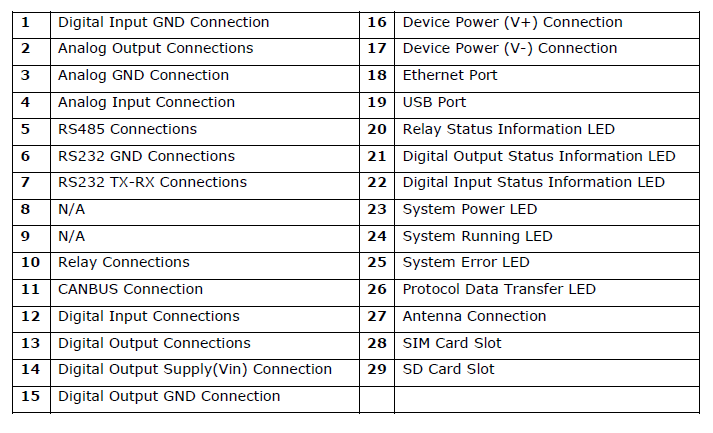 1 Digital Input GND Connection 16 Device Power (V+) Connection
2 Analog Output Connections 17 Device Power (V-) Connection
3 Analog GND Connection 18 Ethernet Port
4 Analog Input Connection 19 USB Port
5 RS485 Connections 20 Relay Status Information LED
6 RS232 GND Connections 21 Digital Output Status Information LED
7 RS232 TX-RX Connections 22 Digital Input Status Information LED
8 N/A 23 System Power LED
9 N/A 24 System Running LED
10 Relay Connections 25 System Error LED
11 CANBUS Connection 26 Protocol Data Transfer LED
12 Digital Input Connections 27 Antenna Connection
13 Digital Output Connections 28 SIM Card Slot
14 Digital Output Supply(Vin) Connection 29 SD Card Slot
15 Digital Output GND Connection